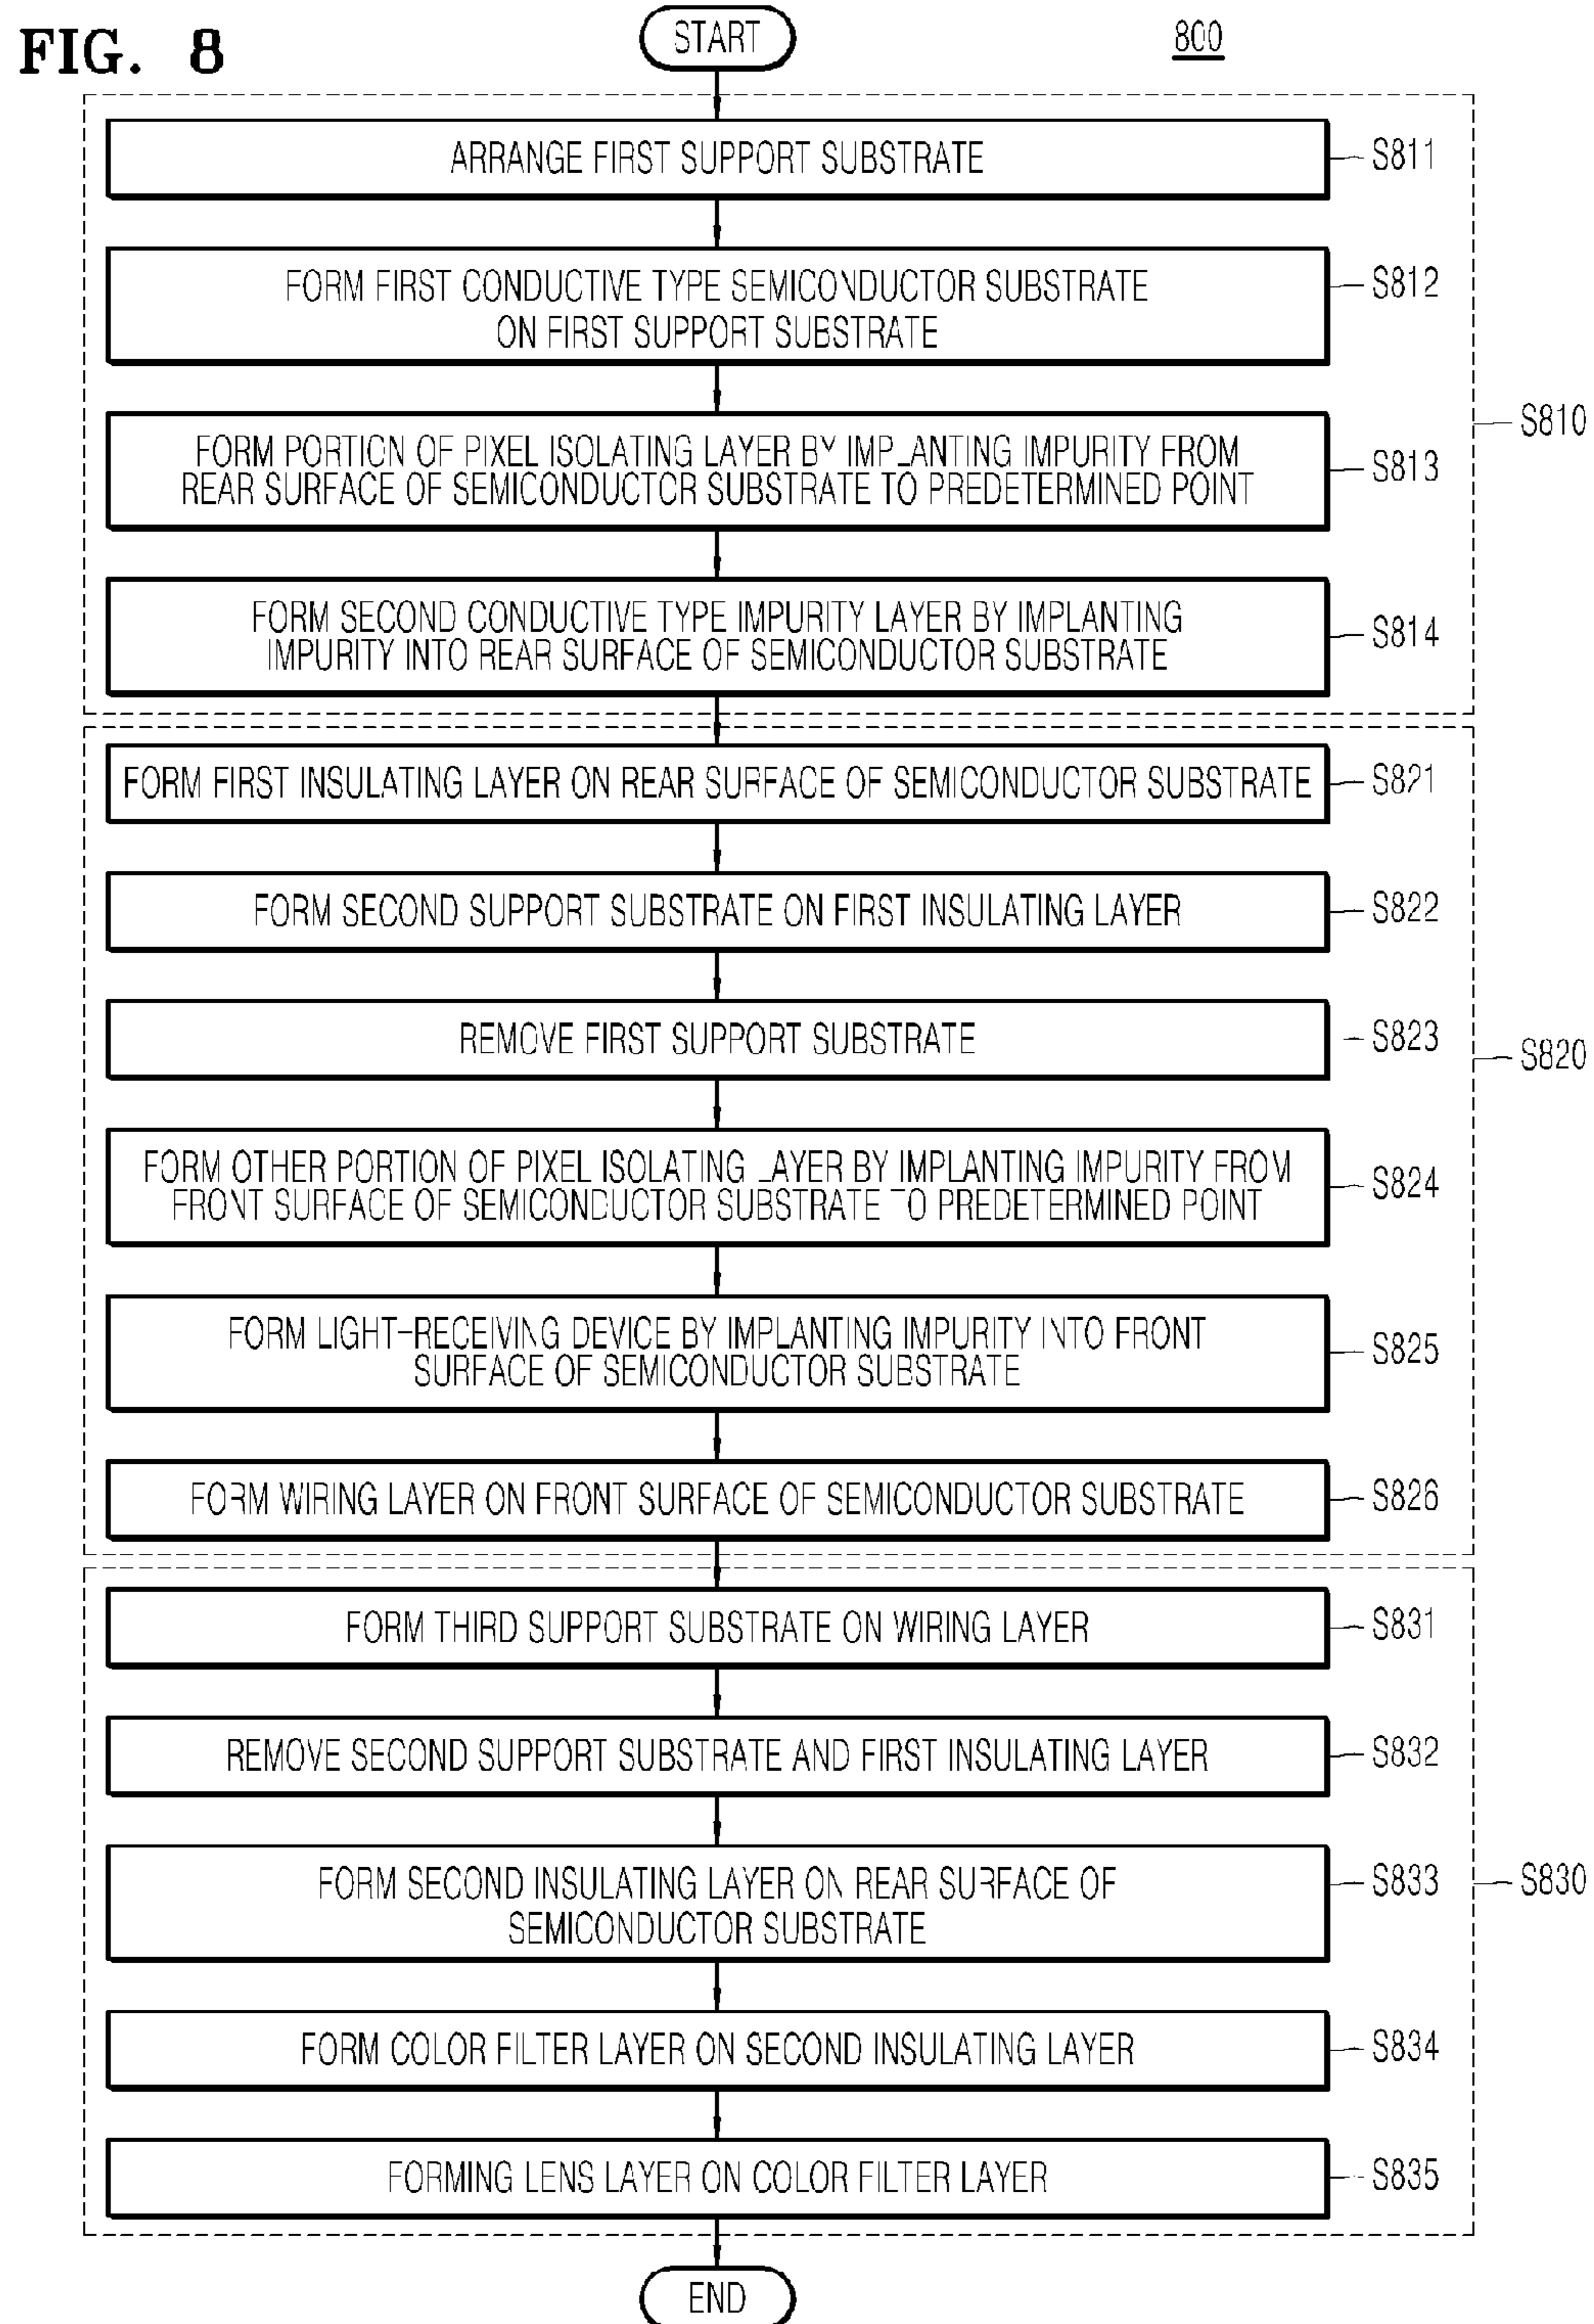 FIG. 8
START
800
ARRANGE FIRST SUPPORT SUBSTRATE
S811
FORM FIRST CONDUCTIVE TYPE SEMICONDUCTOR SUBSTRATE
ON FIRST SUPPORT SUBSTRATE
S812
FORM PORTION OF PIXEL ISOLATING LAYER BY IMPLANTING IMPURITY FROM
REAR SURFACE OF SEMICONDUCTOR SUBSTRATE TO PREDETERMINED POINT
S813
S810
FORM SECOND CONDUCTIVE TYPE IMPURITY LAYER BY IMPLANTING
IMPURITY INTO REAR SURFACE OF SEMICONDUCTOR SUBSTRATE
S814
FORM FIRST INSULATING LAYER ON REAR SURFACE OF SEMICONDUCTOR SUBSTRATE
S821
FORM SECOND SUPPORT SUBSTRATE ON FIRST INSULATING LAYER
S822
REMOVE FIRST SUPPORT SUBSTRATE
S823
S820
FORM OTHER PORTION OF PIXEL ISOLATING LAYER BY IMPLANTING IMPURITY FROM
FRONT SURFACE OF SEMICONDUCTOR SUBSTRATE TO PREDETERMINED POINT
S824
FORM LIGHT-RECEIVING DEVICE BY IMPLANTING IMPURITY INTO FRONT
SURFACE OF SEMICONDUCTOR SUBSTRATE
S825
FORM WIRING LAYER ON FRONT SURFACE OF SEMICONDUCTOR SUBSTRATE
S826
FORM THIRD SUPPORT SUBSTRATE ON WIRING LAYER
S831
REMOVE SECOND SUPPORT SUBSTRATE AND FIRST INSULATING LAYER
S832
FORM SECOND INSULATING LAYER ON REAR SURFACE OF
SEMICONDUCTOR SUBSTRATE
S833
S830
FORM COLOR FILTER LAYER ON SECOND INSULATING LAYER
S834
FORMING LENS LAYER ON COLOR FILTER LAYER
S835
END